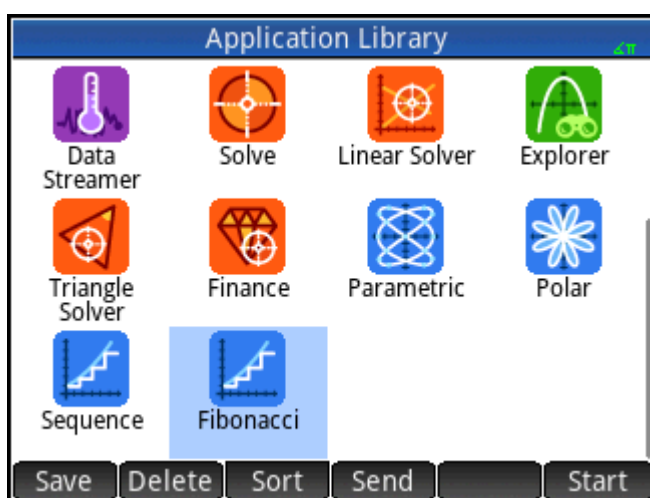 Application Library
∡π
Data Streamer
Solve
Linear Solver
Explorer
Triangle Solver
Finance
Parametric
Polar
Sequence
Fibonacci
Save Delete Sort Send Start